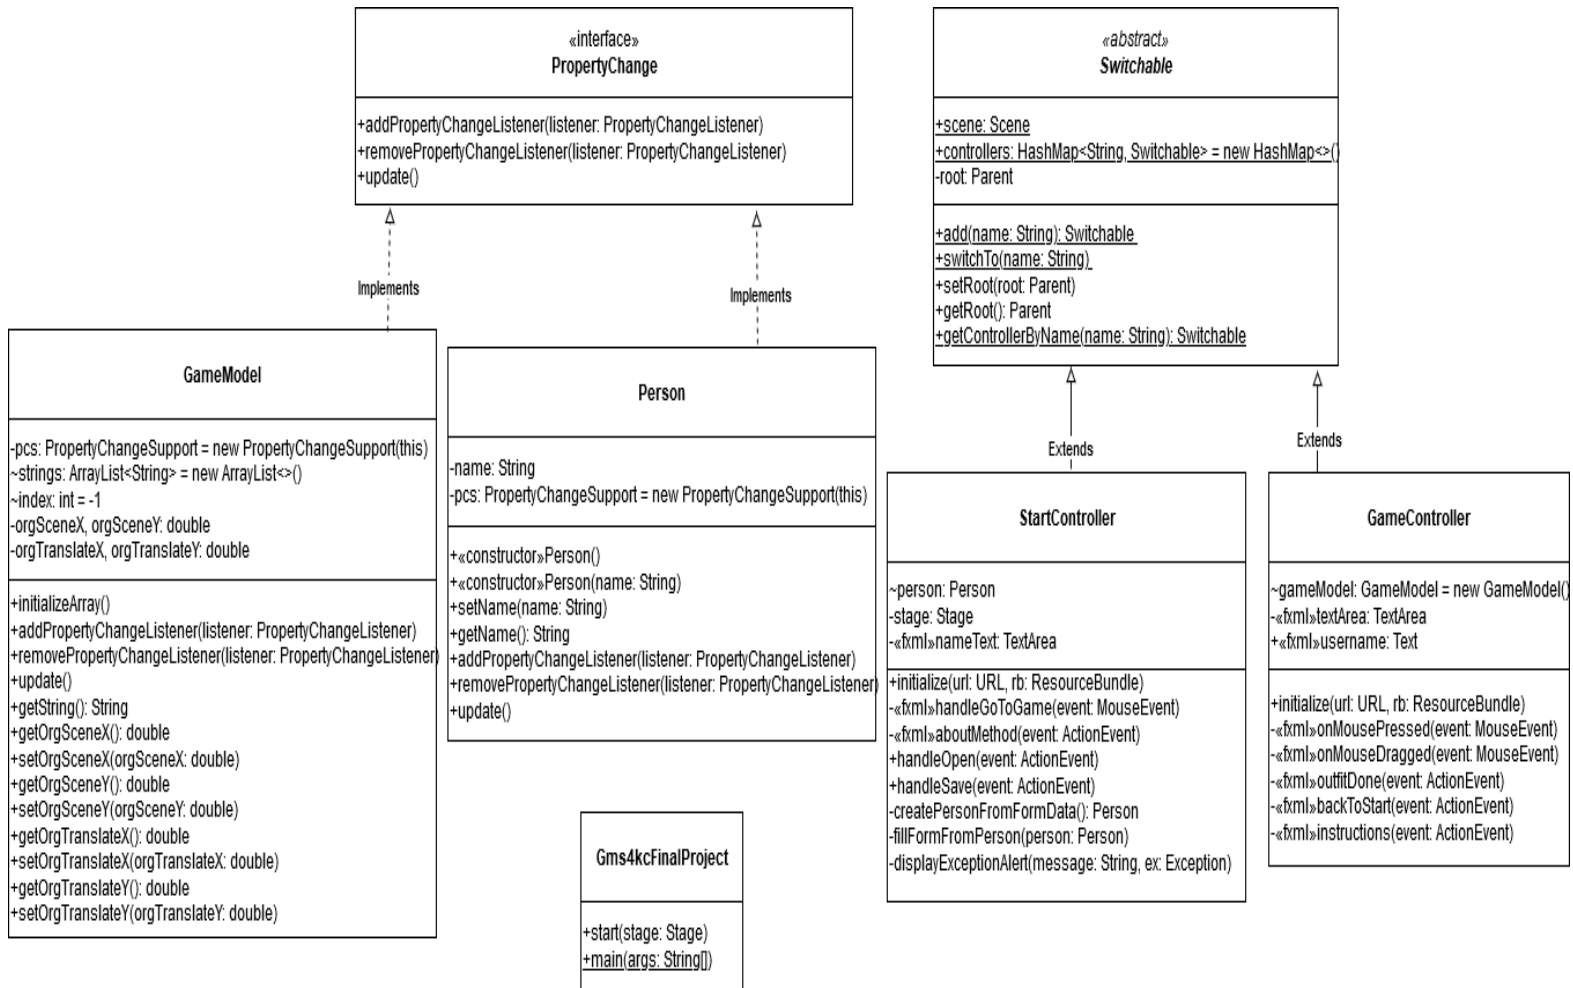 «interface»
PropertyChange
+addPropertyChangeListener(listener: PropertyChangeListener)
+removePropertyChangeListener(listener: PropertyChangeListener)
+update()
«abstract»
Switchable
+scene: Scene
+controllers: HashMap<String, Switchable> = new HashMap<>()
-root: Parent
+add(name: String): Switchable
+switchTo(name: String)
+setRoot(root: Parent)
+getRoot(): Parent
+getControllerByName(name: String): Switchable
Implements
Implements
Extends
Extends
GameModel
-pcs: PropertyChangeSupport = new PropertyChangeSupport(this)
~strings: ArrayList<String> = new ArrayList<>()
~index: int = -1
-orgSceneX, orgSceneY: double
-orgTranslateX, orgTranslateY: double
+initializeArray()
+addPropertyChangeListener(listener: PropertyChangeListener)
+removePropertyChangeListener(listener: PropertyChangeListener)
+update()
+getString(): String
+getOrgSceneX(): double
+setOrgSceneX(orgSceneX: double)
+getOrgSceneY(): double
+setOrgSceneY(orgSceneY: double)
+getOrgTranslateX(): double
+setOrgTranslateX(orgTranslateX: double)
+getOrgTranslateY(): double
+setOrgTranslateY(orgTranslateY: double)
Person
-name: String
-pcs: PropertyChangeSupport = new PropertyChangeSupport(this)
+«constructor»Person()
+«constructor»Person(name: String)
+setName(name: String)
+getName(): String
+addPropertyChangeListener(listener: PropertyChangeListener)
+removePropertyChangeListener(listener: PropertyChangeListener)
+update()
Gms4kcFinalProject
+start(stage: Stage)
+main(args: String[])
StartController
~person: Person
-stage: Stage
-«fxml»nameText: TextArea
+initialize(url: URL, rb: ResourceBundle)
-«fxml»handleGoToGame(event: MouseEvent)
-«fxml»aboutMethod(event: ActionEvent)
+handleOpen(event: ActionEvent)
+handleSave(event: ActionEvent)
-createPersonFromFormData(): Person
-fillFormFromPerson(person: Person)
-displayExceptionAlert(message: String, ex: Exception)
GameController
~gameModel: GameModel = new GameModel()
-«fxml»textArea: TextArea
+«fxml»username: Text
+initialize(url: URL, rb: ResourceBundle)
-«fxml»onMousePressed(event: MouseEvent)
-«fxml»onMouseDragged(event: MouseEvent)
-«fxml»outfitDone(event: ActionEvent)
-«fxml»backToStart(event: ActionEvent)
-«fxml»instructions(event: ActionEvent)